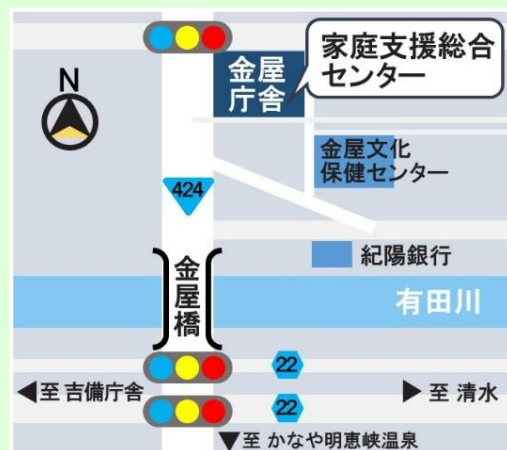 家庭支援総合
センター
金屋
庁舎
N
金屋文化
保健センター
424
紀陽銀行
金屋橋
有田川
22
至 吉備庁舎
至 清水
22
至 かなや明恵峡温泉